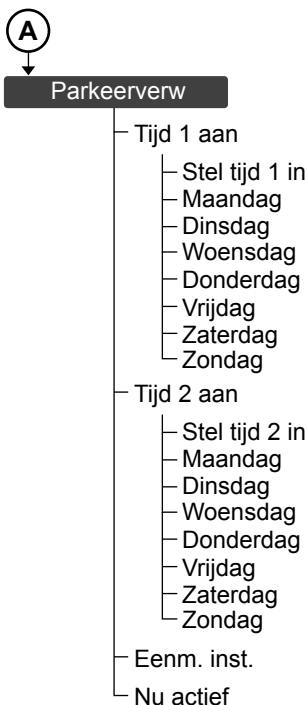 A
Parkeerverw
Tijd 1 aan
Stel tijd 1 in
Maandag
Dinsdag
Woensdag
Donderdag
Vrijdag
Zaterdag
Zondag
Tijd 2 aan
Stel tijd 2 in
Maandag
Dinsdag
Woensdag
Donderdag
Vrijdag
Zaterdag
Zondag
Eenm. inst.
Nu actief